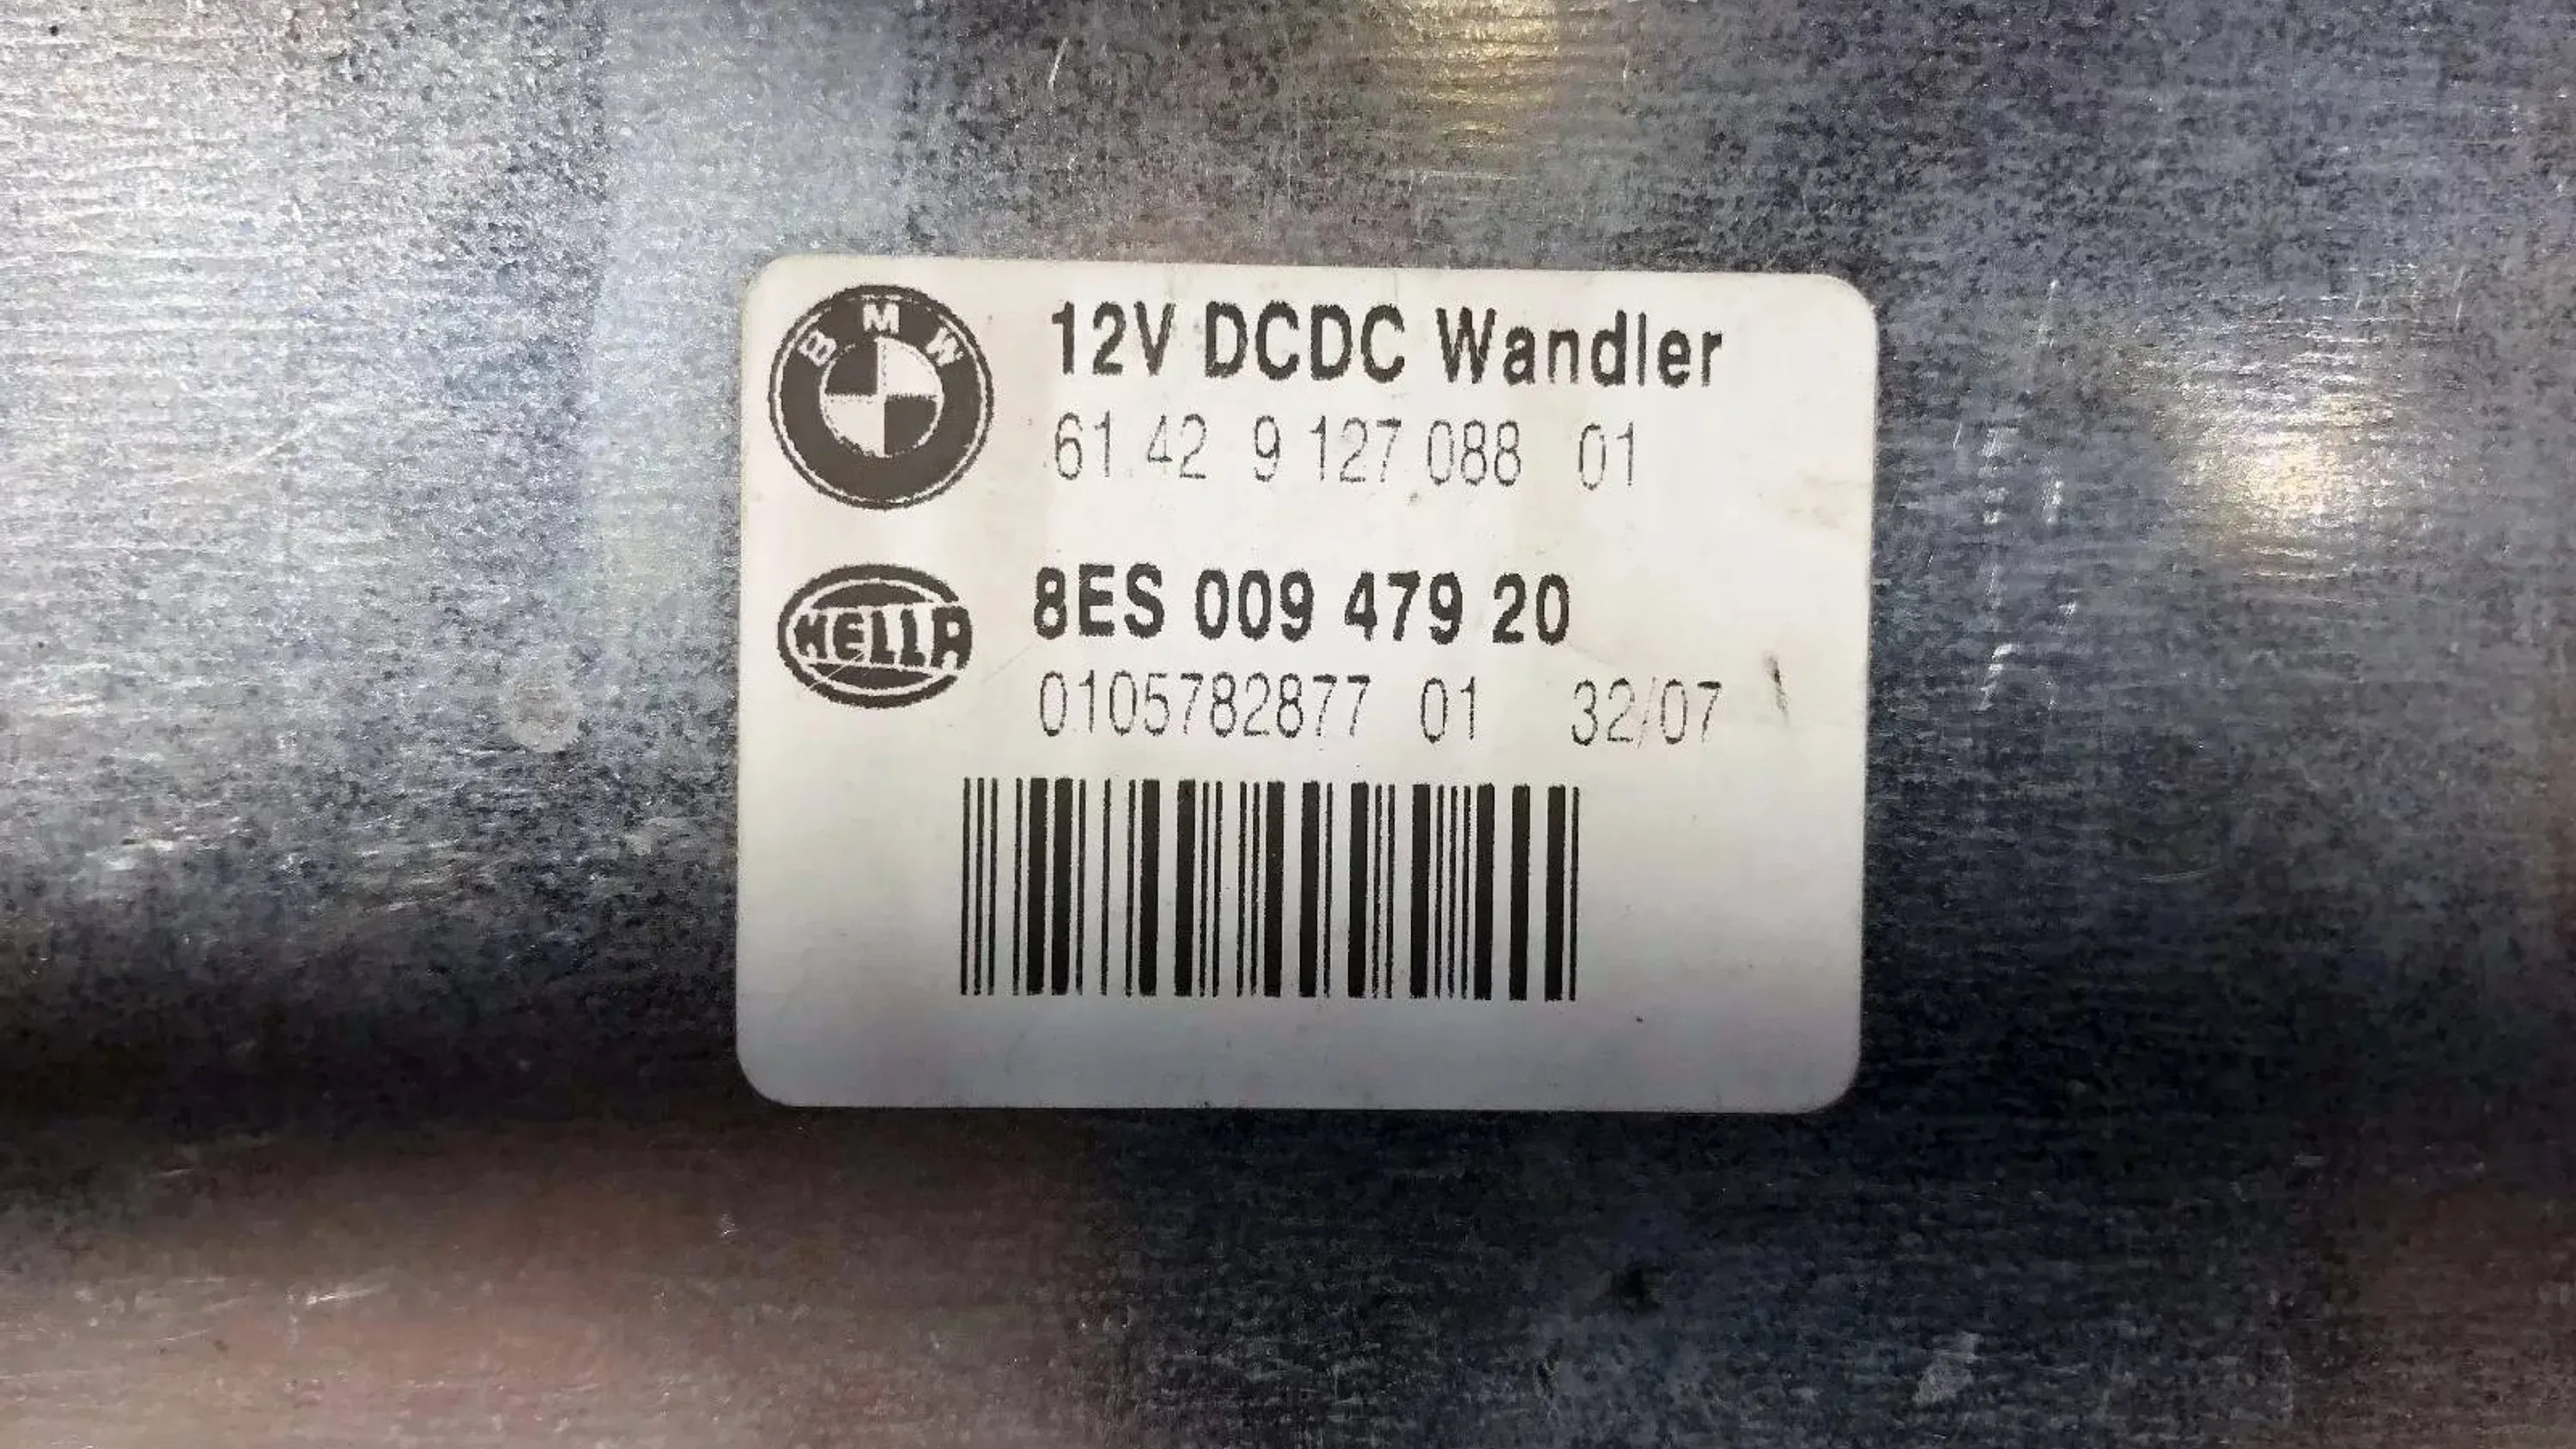 BMW
12V DCDC Wandler
61.42 9 127 088 01
HELLA
8ES 009 479 20
0105782877 01 32/07